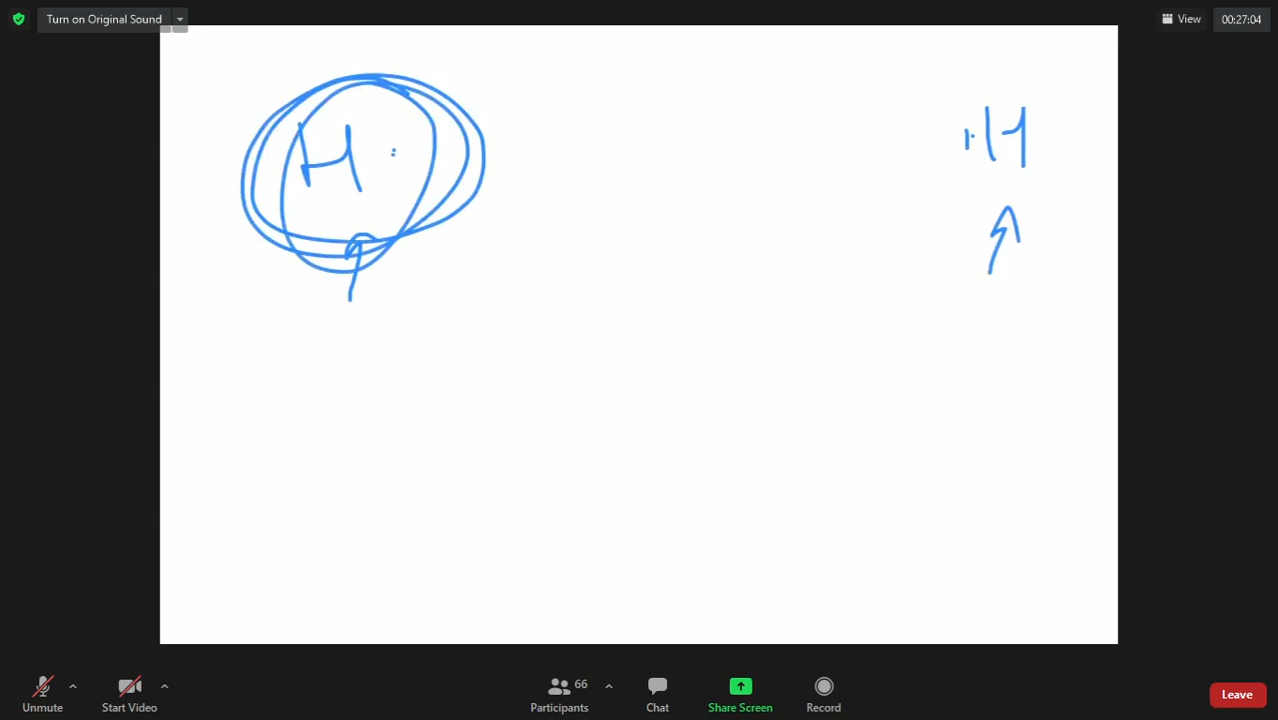 Turn on Original Sound
View
00:27:04
H :
H
Unmute
Start Video
66
Participants
Chat
Share Screen
Record
Leave